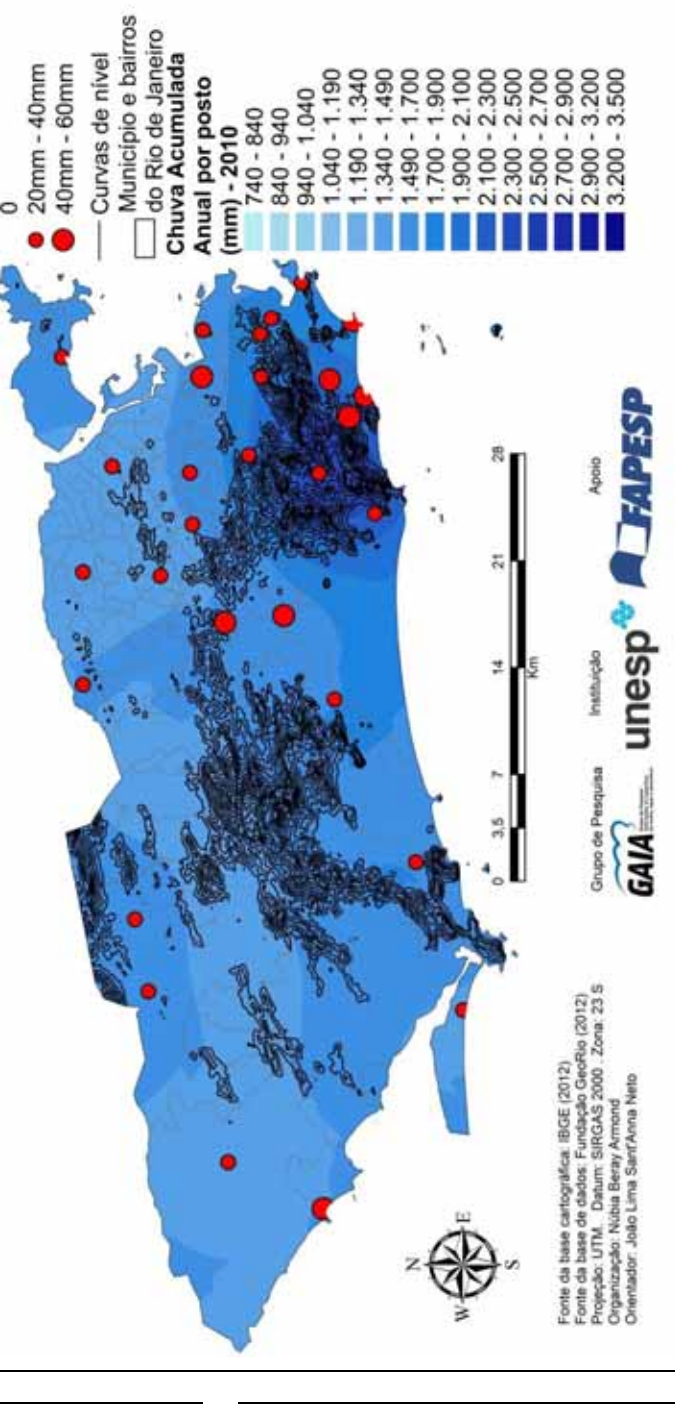 0
20mm - 40mm
40mm - 60mm
Curvas de nível
Município e bairros
do Rio de Janeiro
Chuva Acumulada
Anual por posto
(mm) - 2010
740 - 840
840 - 940
940 - 1.040
1.040 - 1.190
1.190 - 1.340
1.340 - 1.490
1.490 - 1.700
1.700 - 1.900
1.900 - 2.100
2.100 - 2.300
2.300 - 2.500
2.500 - 2.700
2.700 - 2.900
2.900 - 3.200
3.200 - 3.500
N
W E
S
0 3,5 7 14 21 28
Km
Grupo de Pesquisa Instituição Apoio
GAIA unesp FAPESP
Fonte da base cartográfica: IBGE (2012)
Fonte da base de dados: Fundação GeoRio (2012)
Projeção: UTM. Datum: SIRGAS 2000 . Zona: 23 S
Organização: Núbia Beray Armond
Orientador: João Lima Sant'Anna Neto